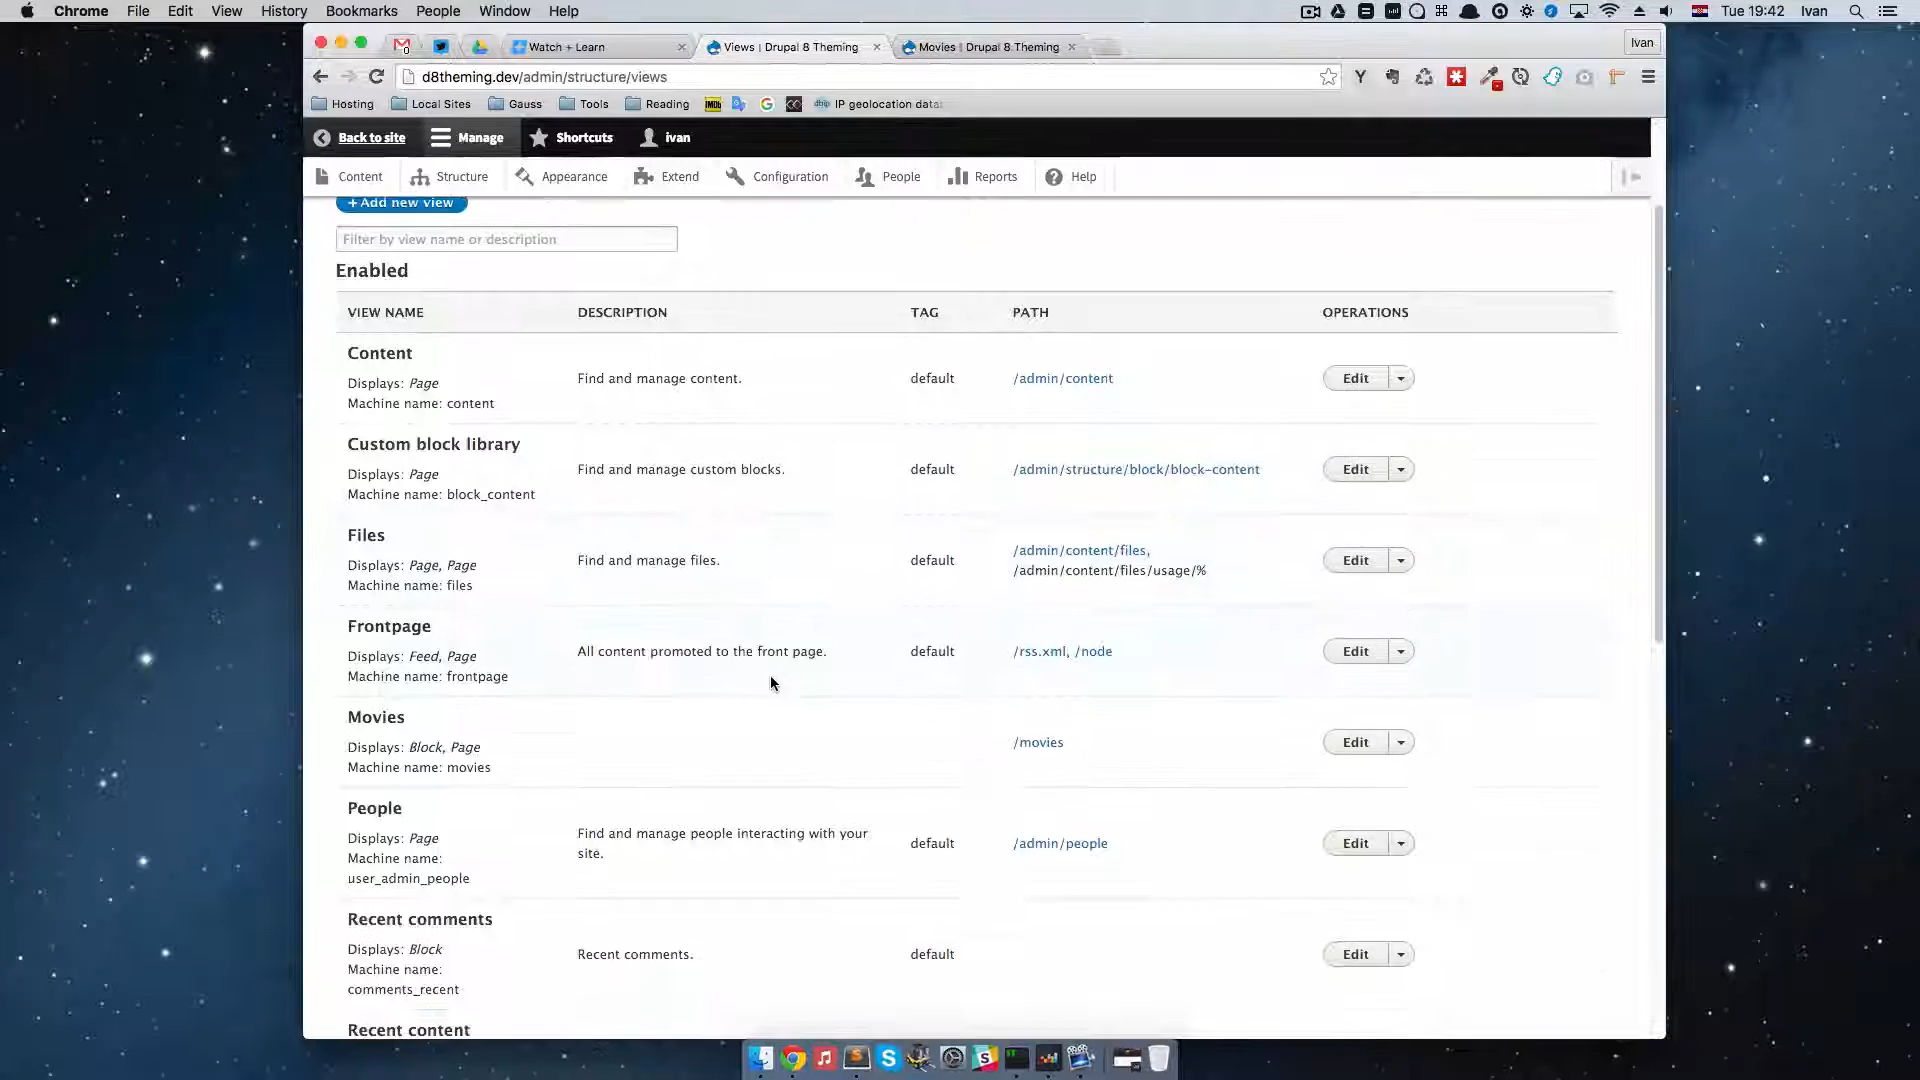 Chrome File Edit View History Bookmarks People Window Help Tue 19:42 Ivan
Watch + Learn Views | Drupal 8 Theming Movies | Drupal 8 Theming Ivan
d8theming.dev/admin/structure/views
Hosting Local Sites Gauss Tools Reading IMDb IP geolocation data
Back to site Manage Shortcuts ivan
Content Structure Appearance Extend Configuration People Reports Help
+ Add new view
Filter by view name or description
Enabled
VIEW NAME DESCRIPTION TAG PATH OPERATIONS
Content
Displays: Page
Machine name: content
Find and manage content. default /admin/content Edit
Custom block library
Displays: Page
Machine name: block_content
Find and manage custom blocks. default /admin/structure/block/block-content Edit
Files
Displays: Page, Page
Machine name: files
Find and manage files. default /admin/content/files,
/admin/content/files/usage/% Edit
Frontpage
Displays: Feed, Page
Machine name: frontpage
All content promoted to the front page. default /rss.xml, /node Edit
Movies
Displays: Block, Page
Machine name: movies
/movies Edit
People
Displays: Page
Machine name:
user_admin_people
Find and manage people interacting with your
site. default /admin/people Edit
Recent comments
Displays: Block
Machine name:
comments_recent
Recent comments. default Edit
Recent content